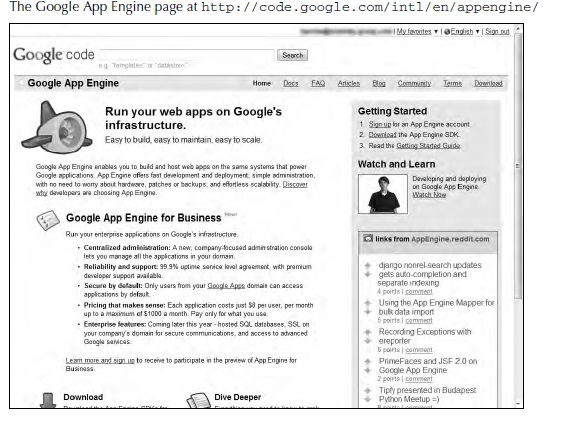 The Google App Engine page at http://code.google.com/intl/en/appengine/
| My favorites ▼ | English ▼ | Sign out
Google code
Search
e.g. "templates" or "datastore"
Google App Engine
Home Docs FAQ Articles Blog Community Terms Download
Run your web apps on Google's
infrastructure.
Easy to build, easy to maintain, easy to scale.
Google App Engine enables you to build and host web apps on the same systems that power
Google applications. App Engine offers fast development and deployment; simple administration,
with no need to worry about hardware, patches or backups; and effortless scalability. Discover
why developers are choosing App Engine.
Google App Engine for Business New!
Run your enterprise applications on Google's infrastructure.
• Centralized administration: A new, company-focused administration console
lets you manage all the applications in your domain.
• Reliability and support: 99.9% uptime service level agreement, with premium
developer support available.
• Secure by default: Only users from your Google Apps domain can access
applications by default.
• Pricing that makes sense: Each application costs just $8 per user, per month
up to a maximum of $1000 a month. Pay only for what you use.
• Enterprise features: Coming later this year - hosted SQL databases, SSL on
your company's domain for secure communications, and access to advanced
Google services.
Learn more and sign up to receive to participate in the preview of App Engine for
Business.
Download
Dive Deeper
Getting Started
1. Sign up for an App Engine account.
2. Download the App Engine SDK.
3. Read the Getting Started Guide.
Watch and Learn
Developing and deploying
on Google App Engine.
Watch Now
links from AppEngine.reddit.com
django nonrel-search updates
gets auto-completion and
separate indexing
4 points | comment
Using the App Engine Mapper for
bulk data import
5 points | comment
Recording Exceptions with
ereporter
5 points | comment
PrimeFaces and JSF 2.0 on
Google App Engine
2 points | comment
Tipfy presented in Budapest
Python Meetup =)